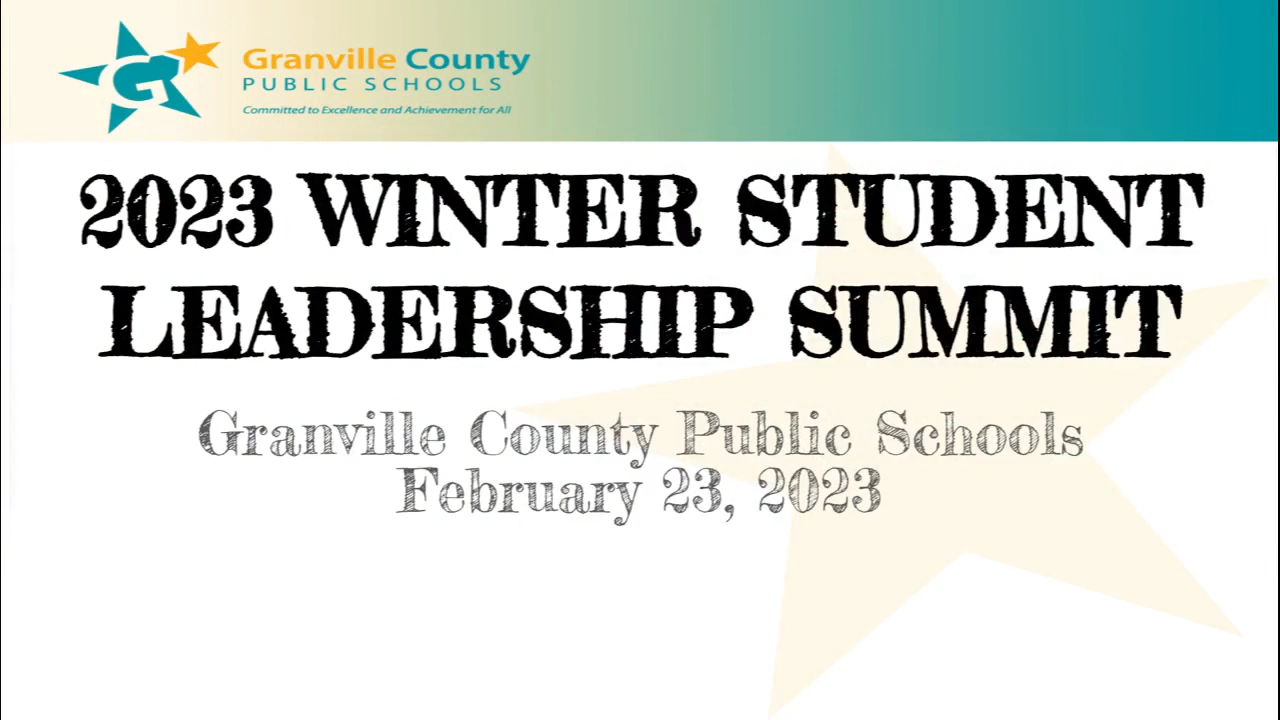 Granville County
PUBLIC SCHOOLS
Committed to Excellence and Achievement for All
2023 WINTER STUDENT
LEADERSHIP SUMMIT
Granville County Public Schools
February 23, 2023